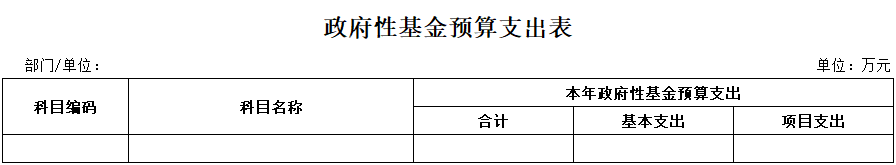 政府性基金预算支出表
部门/单位： 单位：万元
科目编码 科目名称 本年政府性基金预算支出
合计 基本支出 项目支出